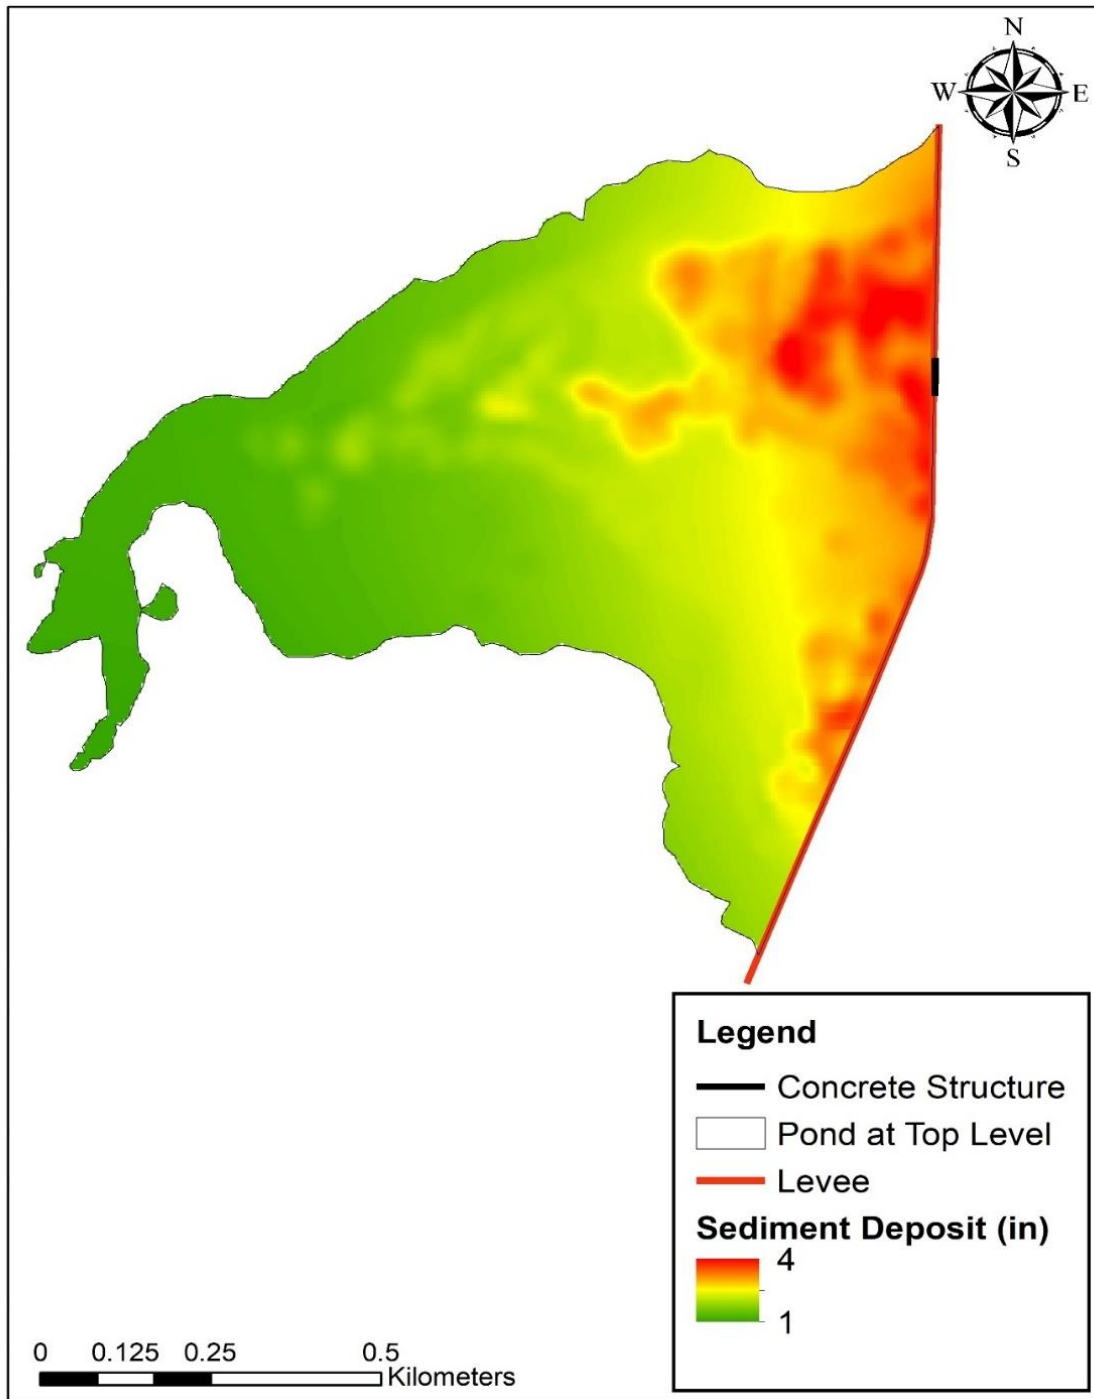 N
W E
S
Legend
Concrete Structure
Pond at Top Level
Levee
Sediment Deposit (in)
4
1
0 0.125 0.25 0.5
Kilometers